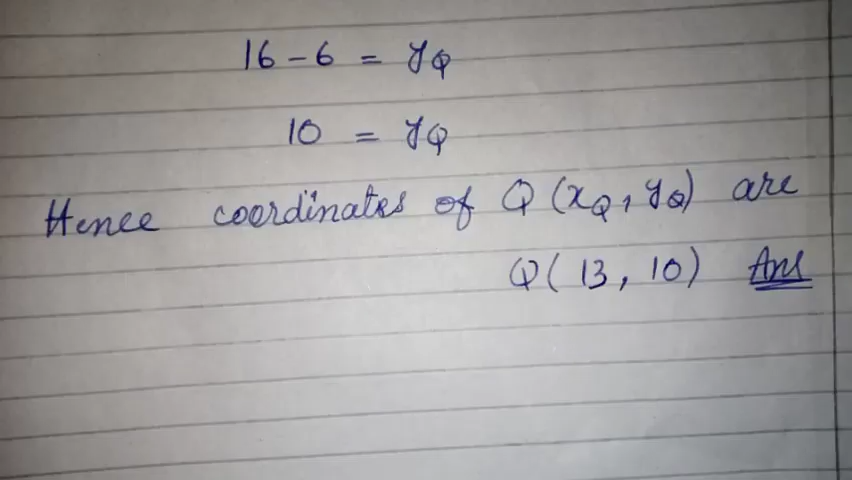 16 - 6 = yQ
10 = yQ
Hence coordinates of Q (xQ, yQ) are
Q( 13, 10) Ans